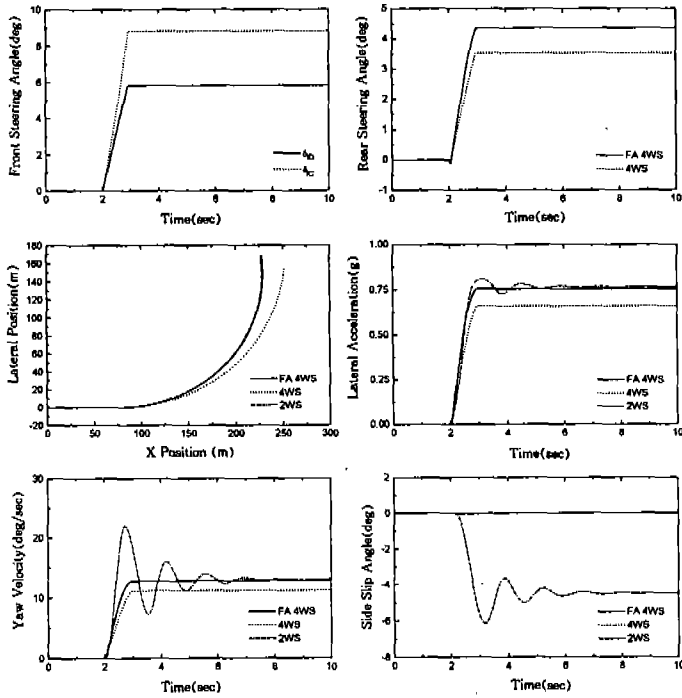 Front Steering Angle(deg)
10
8
6
4
2
0
0 2 4 6 8 10
Time(sec)
Rear Steering Angle(deg)
5
4
3
2
1
0
-1
FA 4WS
4WS
0 2 4 6 8 10
Time(sec)
Lateral Position(m)
180
160
140
120
100
80
60
40
20
0
-20
FA 4WS
4WS
2WS
0 50 100 150 200 250 300
X Position (m)
Lateral Acceleration(g)
1.00
0.75
0.50
0.25
0.00
FA 4WS
4WS
2WS
0 2 4 6 8 10
Time(sec)
Yaw Velocity(deg/sec)
30
20
10
0
FA 4WS
4WS
2WS
0 2 4 6 8 10
Time(sec)
Side Slip Angle(deg)
2
0
-2
-4
-6
-8
FA 4WS
4WS
2WS
0 2 4 6 8 10
Time(sec)